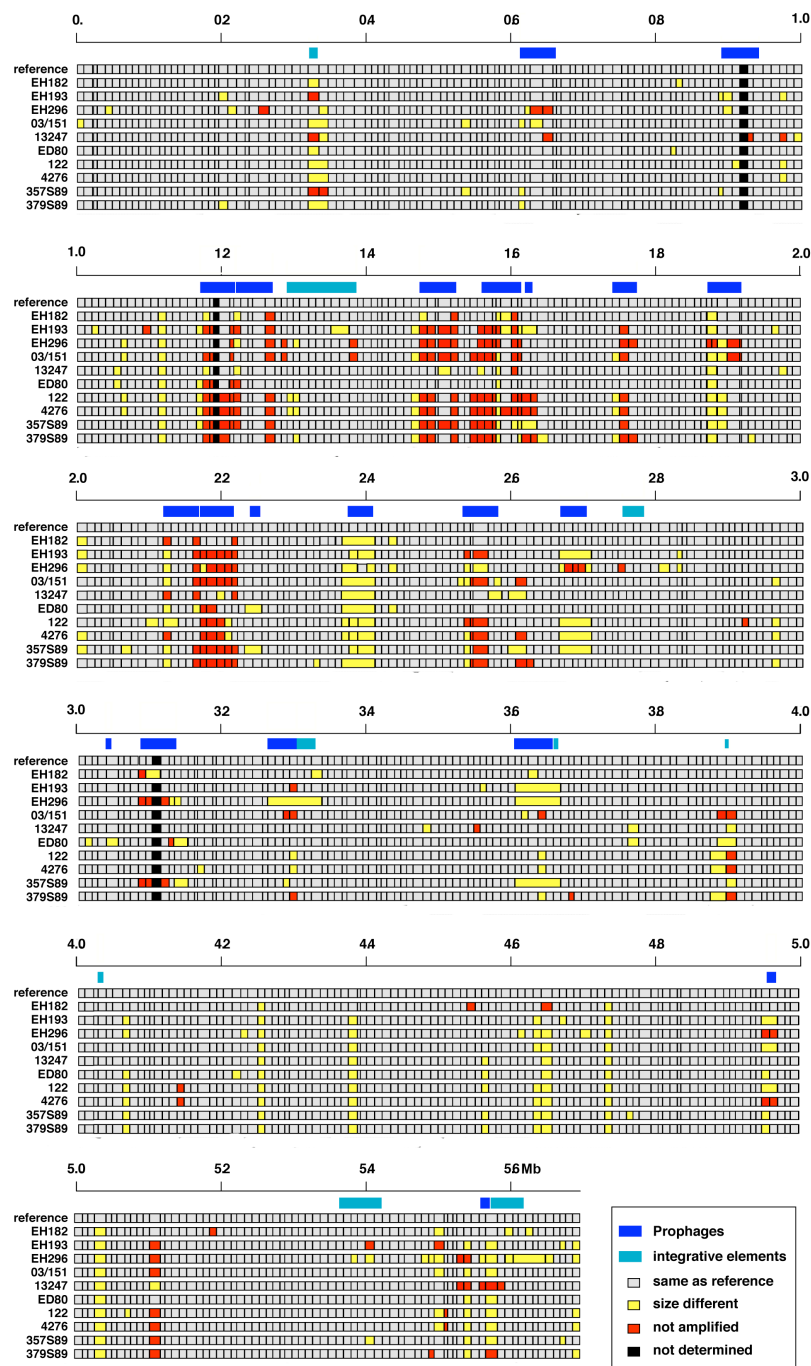 0. 02 04 06 08 1.0
reference
EH182
EH193
EH296
03/151
13247
ED80
122
4276
357S89
379S89
1.0 12 14 16 18 2.0
reference
EH182
EH193
EH296
03/151
13247
ED80
122
4276
357S89
379S89
2.0 22 24 26 28 3.0
reference
EH182
EH193
EH296
03/151
13247
ED80
122
4276
357S89
379S89
3.0 32 34 36 38 4.0
reference
EH182
EH193
EH296
03/151
13247
ED80
122
4276
357S89
379S89
4.0 42 44 46 48 5.0
reference
EH182
EH193
EH296
03/151
13247
ED80
122
4276
357S89
379S89
5.0 52 54 56Mb
reference
EH182
EH193
EH296
03/151
13247
ED80
122
4276
357S89
379S89
Prophages
integrative elements
same as reference
size different
not amplified
not determined